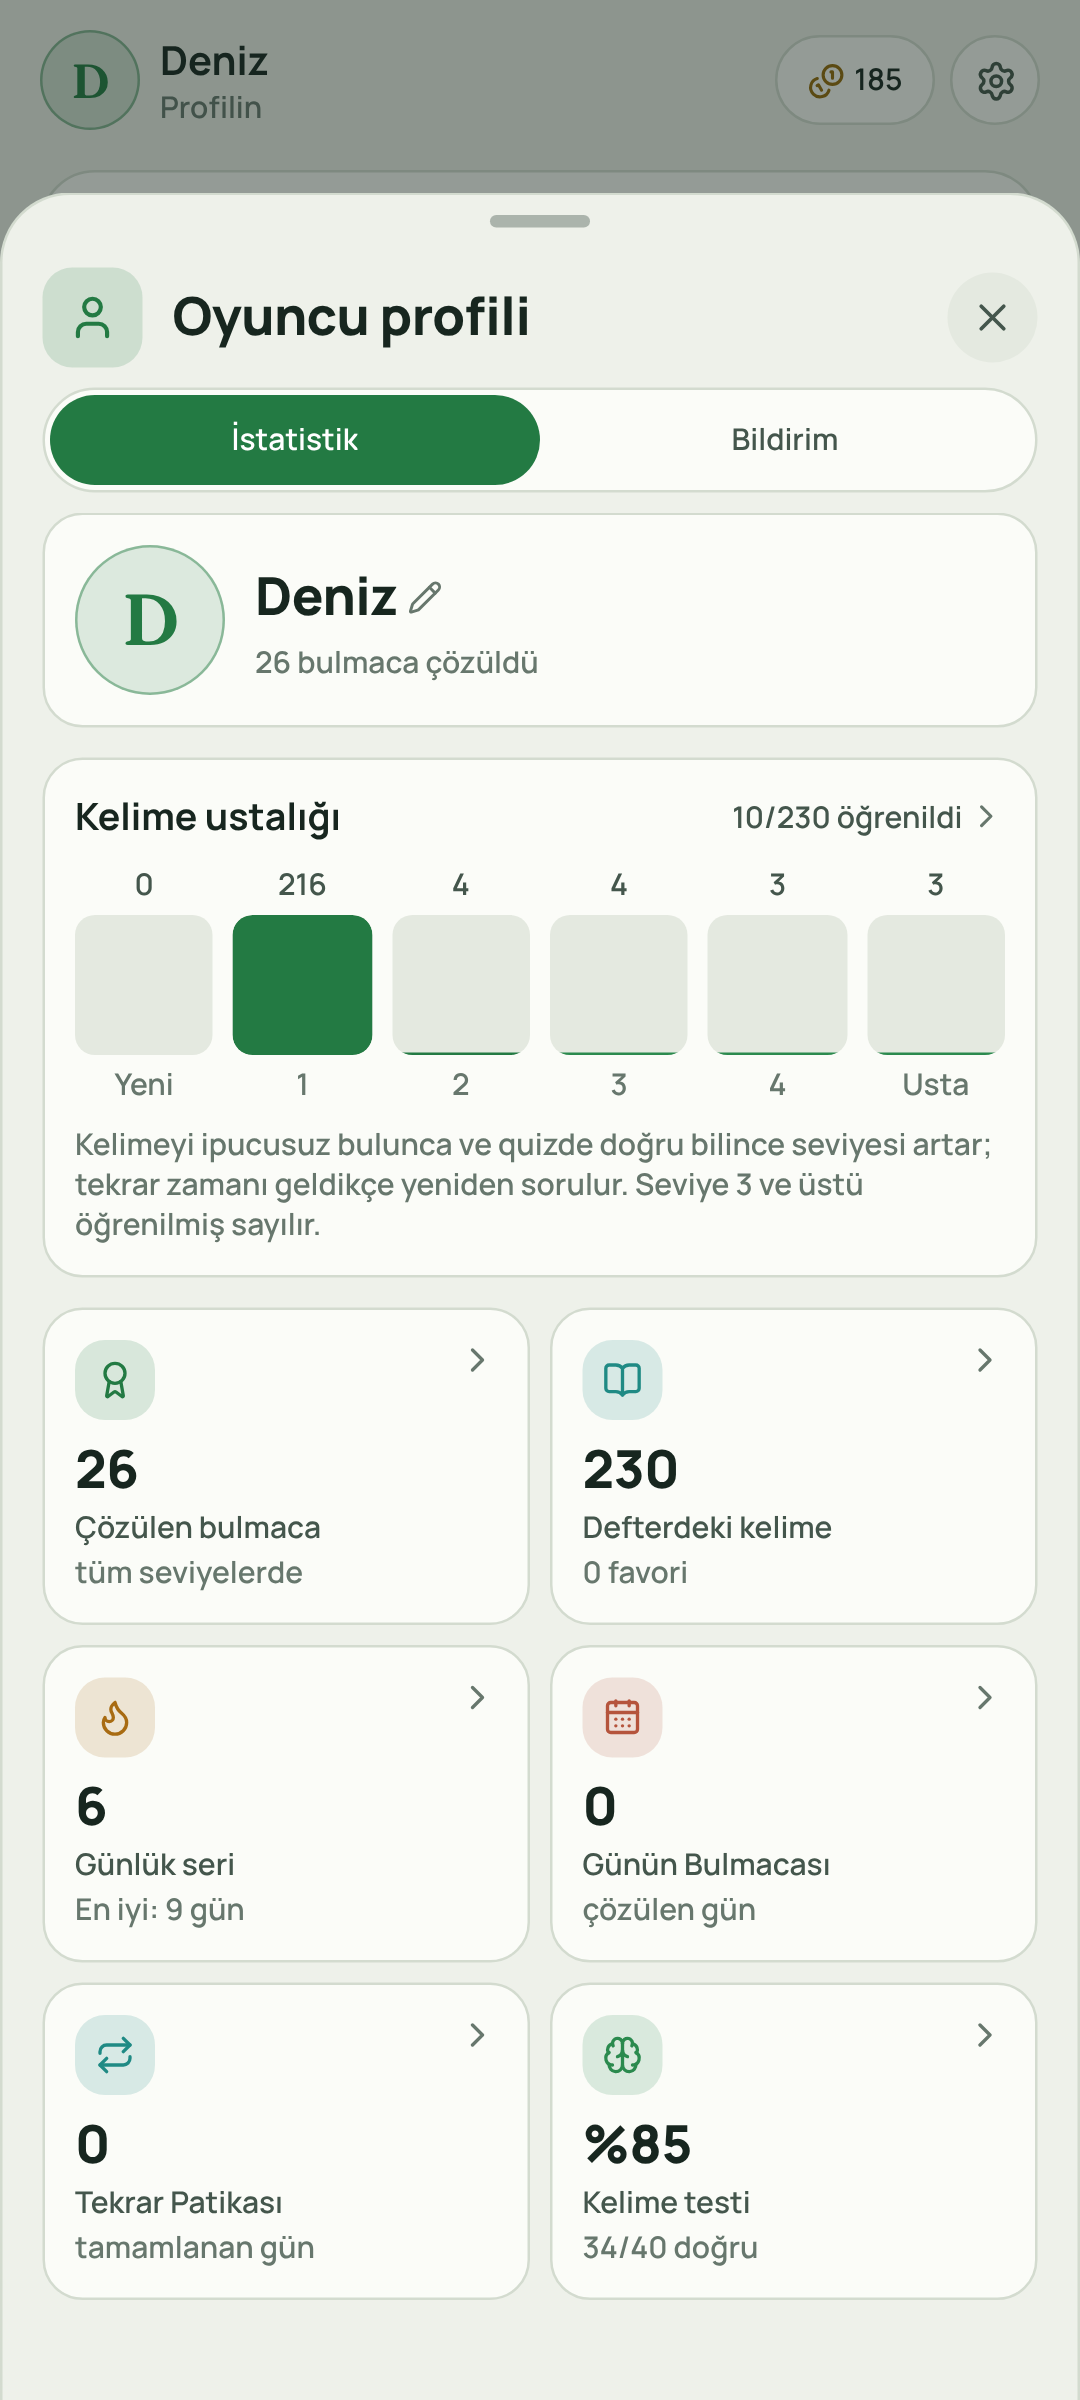 D
Deniz
Profilin
185
Oyuncu profili
İstatistik
Bildirim
D
Deniz
26 bulmaca çözüldü
Kelime ustalığı
10/230 öğrenildi
0 216 4 4 3 3
Yeni 1 2 3 4 Usta
Kelimeyi ipucusuz bulunca ve quizde doğru bilince seviyesi artar;
tekrar zamanı geldikçe yeniden sorulur. Seviye 3 ve üstü
öğrenilmiş sayılır.
26
Çözülen bulmaca
tüm seviyelerde
230
Defterdeki kelime
0 favori
6
Günlük seri
En iyi: 9 gün
0
Günün Bulmacası
çözülen gün
0
Tekrar Patikası
tamamlanan gün
%85
Kelime testi
34/40 doğru